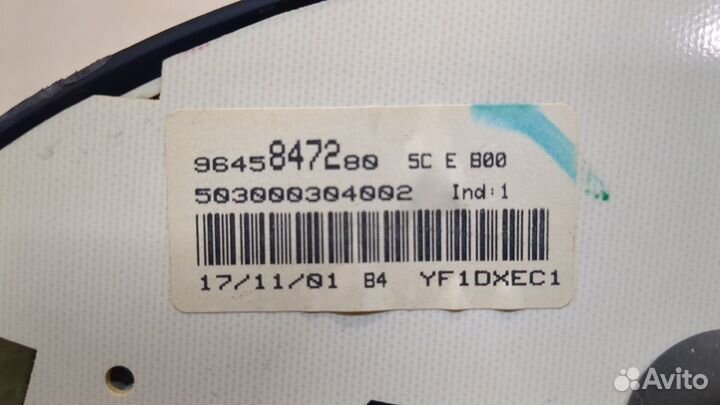 9645847280 5C E B00
503000304002 Ind:1
17/11/01 B4 YF1DXEC1
Avito